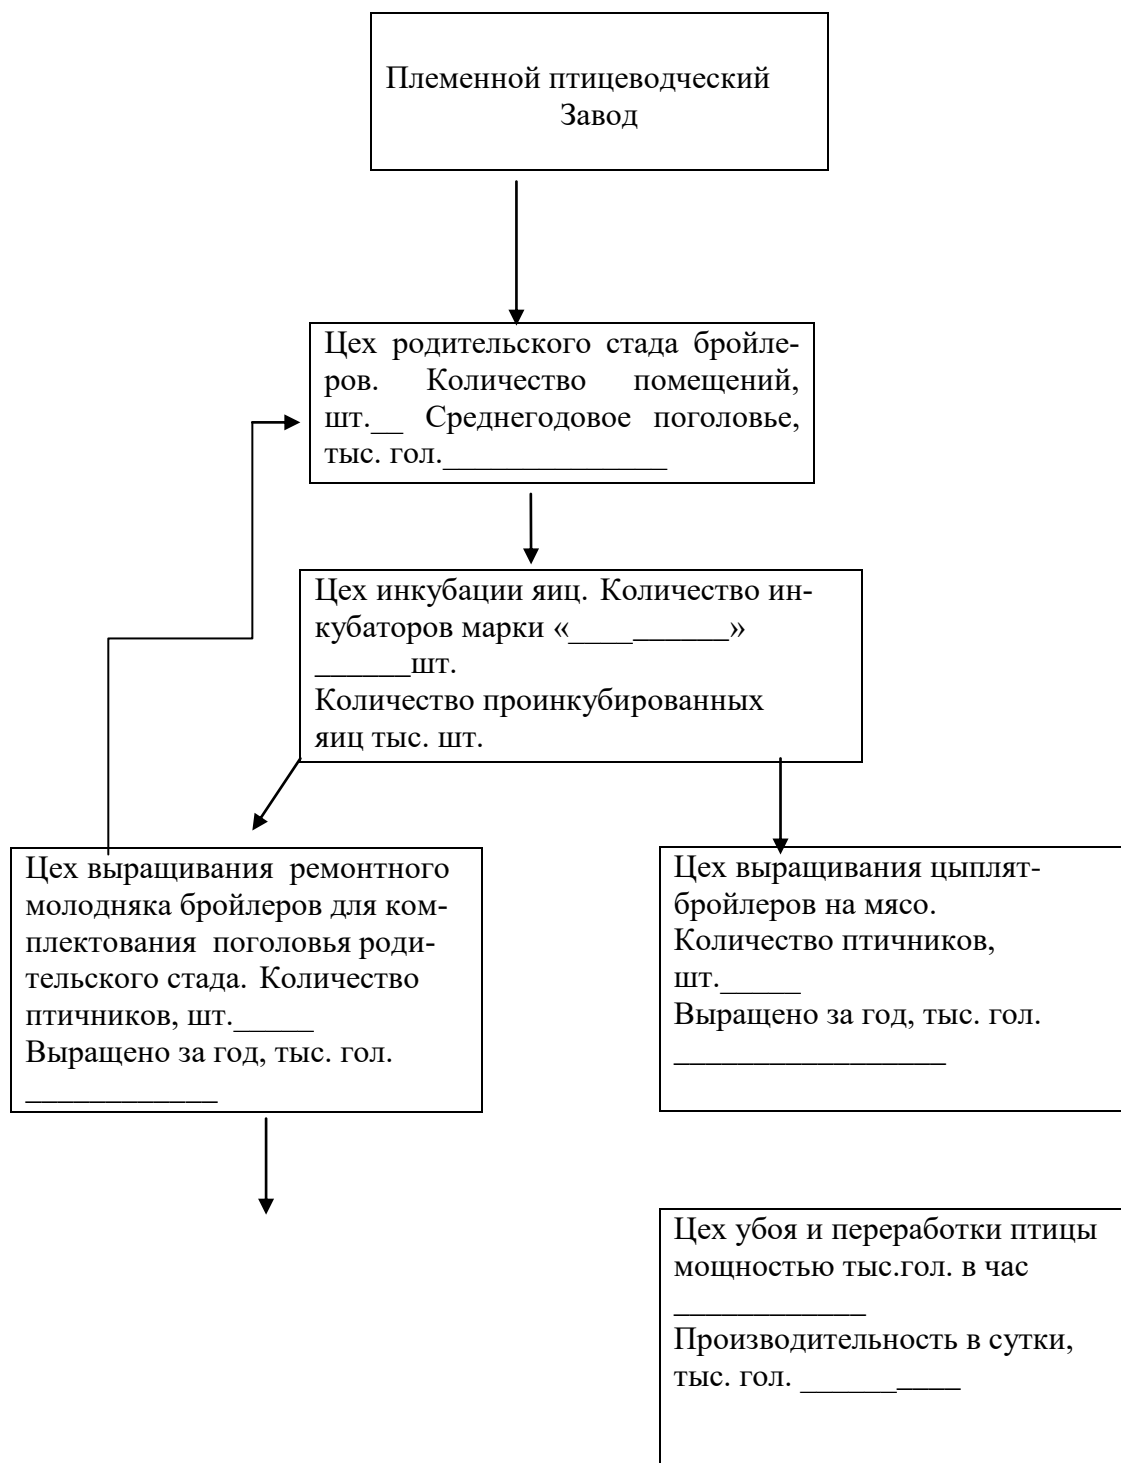 Племенной птицеводческий
Завод
Цех родительского стада бройле-
ров. Количество помещений,
шт.__ Среднегодовое поголовье,
тыс. гол.______________
Цех инкубации яиц. Количество ин-
кубаторов марки «__________»
______шт.
Количество проинкубированных
яиц тыс. шт.
Цех выращивания ремонтного
молодняка бройлеров для ком-
плектования поголовья роди-
тельского стада. Количество
птичников, шт._____
Выращено за год, тыс. гол.
____________
Цех выращивания цыплят-
бройлеров на мясо.
Количество птичников,
шт._____
Выращено за год, тыс. гол.
_________________
Цех убоя и переработки птицы
мощностью тыс.гол. в час
____________
Производительность в сутки,
тыс. гол. __________